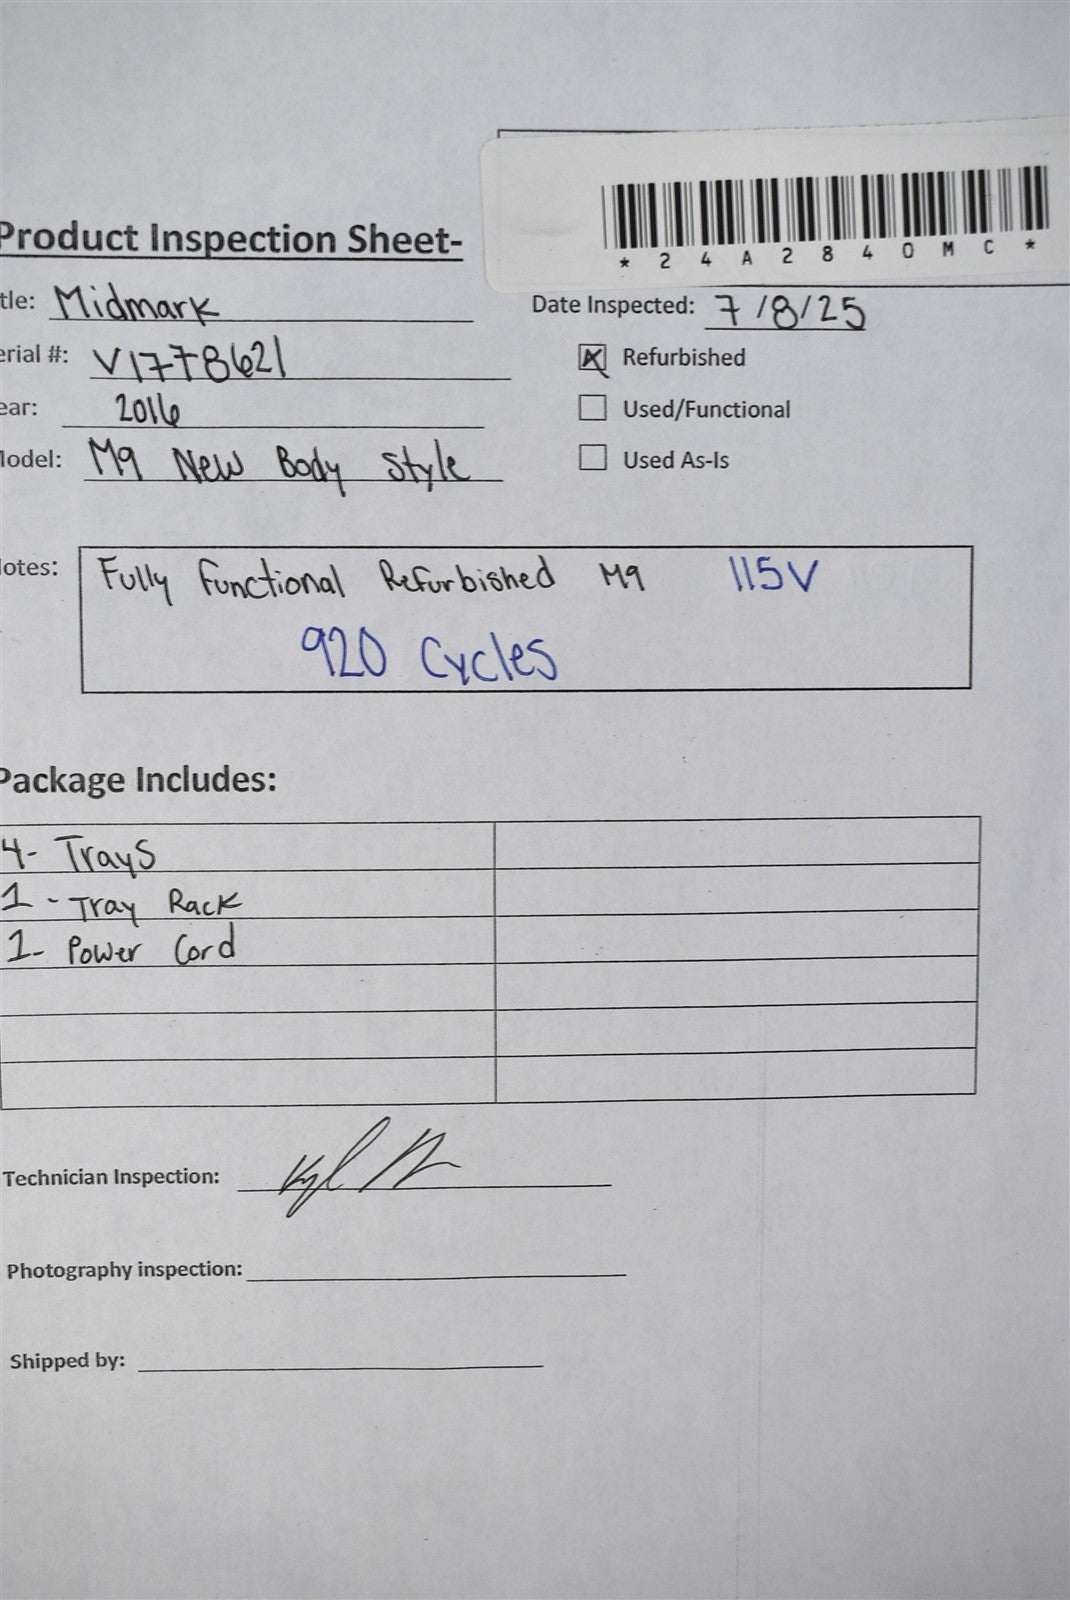 *24A2840MC*
Product Inspection Sheet-
tle: Midmark
Date Inspected: 7/8/25
erial #: V1778621
Refurbished
ear: 2016
Used/Functional
odel: M9 New Body Style
Used As-Is
otes: Fully Functional Refurbished M9 115V
920 Cycles
Package Includes:
4- Trays
1 - Tray Rack
1- Power Cord
Technician Inspection:
Photography inspection:
Shipped by: